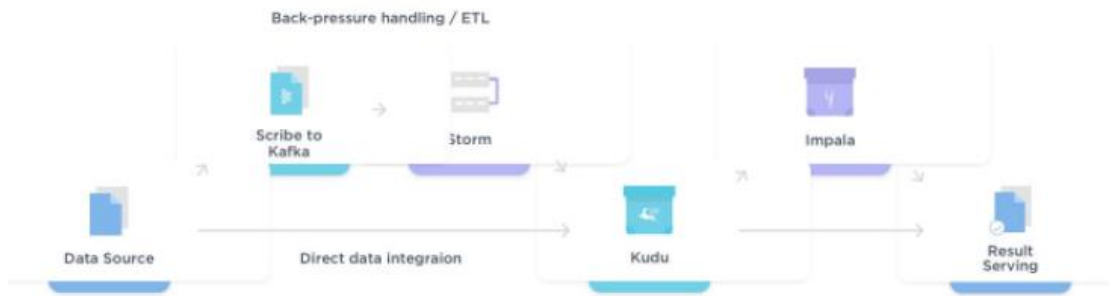 Back-pressure handling / ETL
Scribe to
Kafka
Storm
Impala
Data Source
Direct data integraion
Kudu
Result
Serving